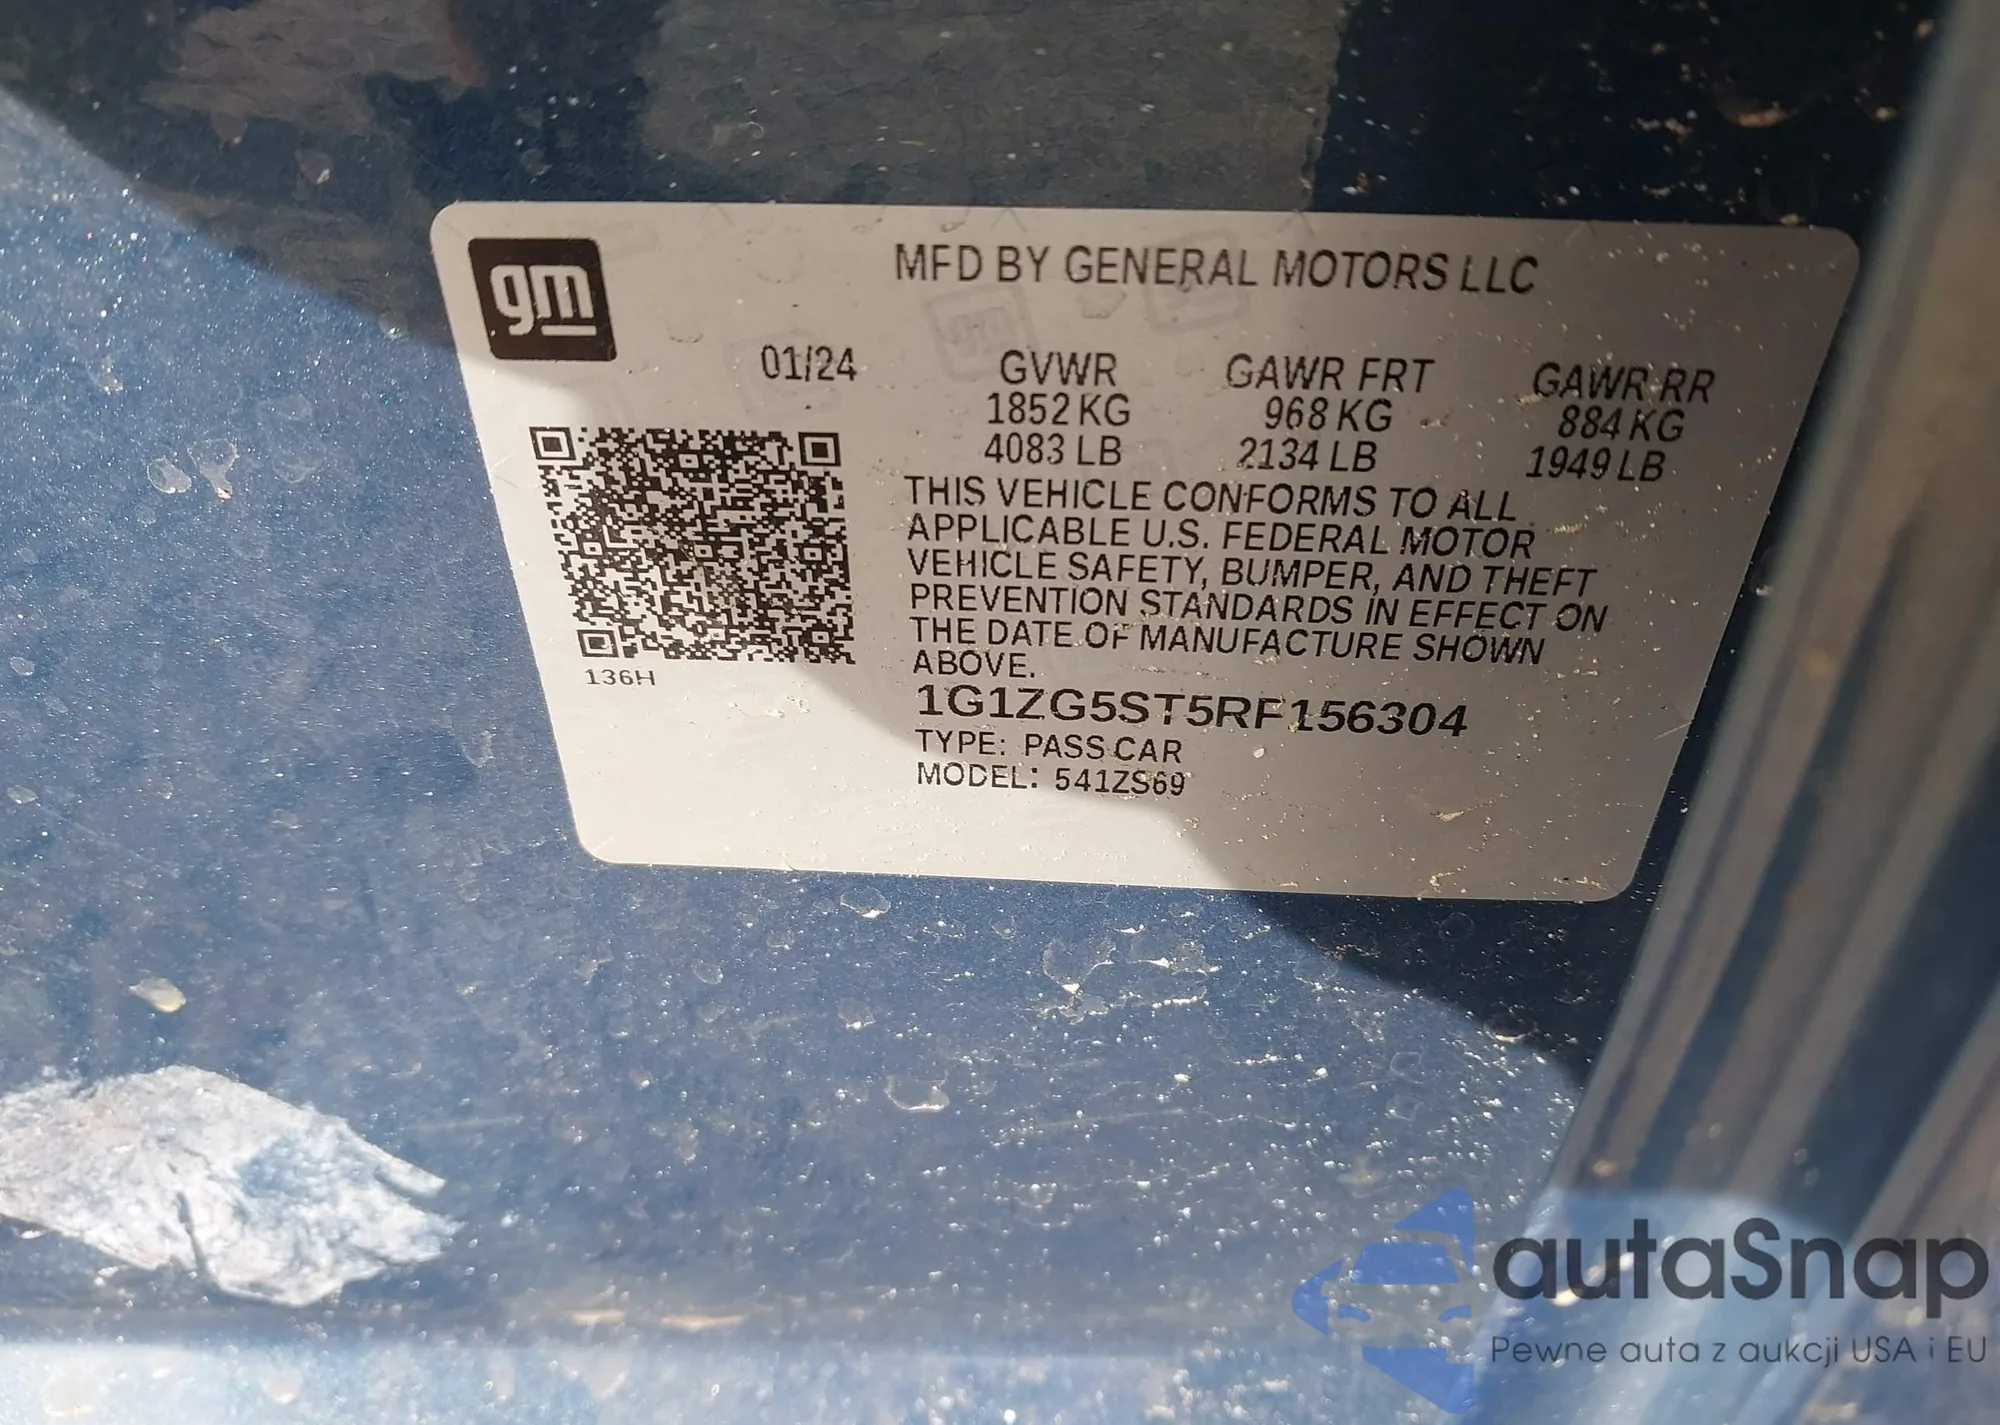 gm
MFD BY GENERAL MOTORS LLC
01/24
GVWR GAWR FRT GAWR RR
1852 KG 968 KG 884 KG
4083 LB 2134 LB 1949 LB
THIS VEHICLE CONFORMS TO ALL
APPLICABLE U.S. FEDERAL MOTOR
VEHICLE SAFETY, BUMPER, AND THEFT
PREVENTION STANDARDS IN EFFECT ON
THE DATE OF MANUFACTURE SHOWN
ABOVE.
136H
1G1ZG5ST5RF156304
TYPE: PASS CAR
MODEL: 541ZS69
autaSnap
Pewne auta z aukcji USA i EU